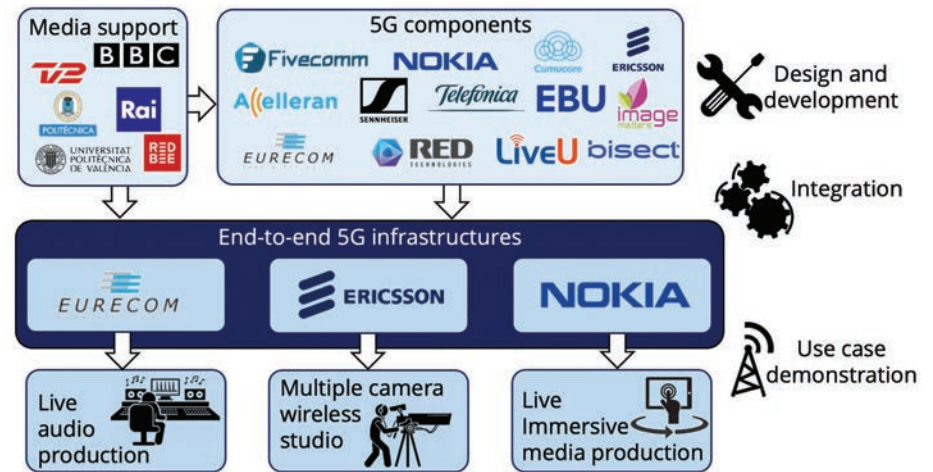 Media support
BBC
TV2
POLITÉCNICA
Rai
UNIVERSITAT
POLITÈCNICA
DE VALÈNCIA
RED
BEE
5G components
Fivecomm
NOKIA
Cumucore
ERICSSON
Accelleran
SENNHEISER
Telefónica
EBU
image
matters
EURECOM
RED
TECHNOLOGIES
LiveU
bisect
Design and
development
Integration
End-to-end 5G infrastructures
EURECOM
ERICSSON
NOKIA
Use case
demonstration
Live
audio
production
Multiple camera
wireless
studio
Live
Immersive
media production